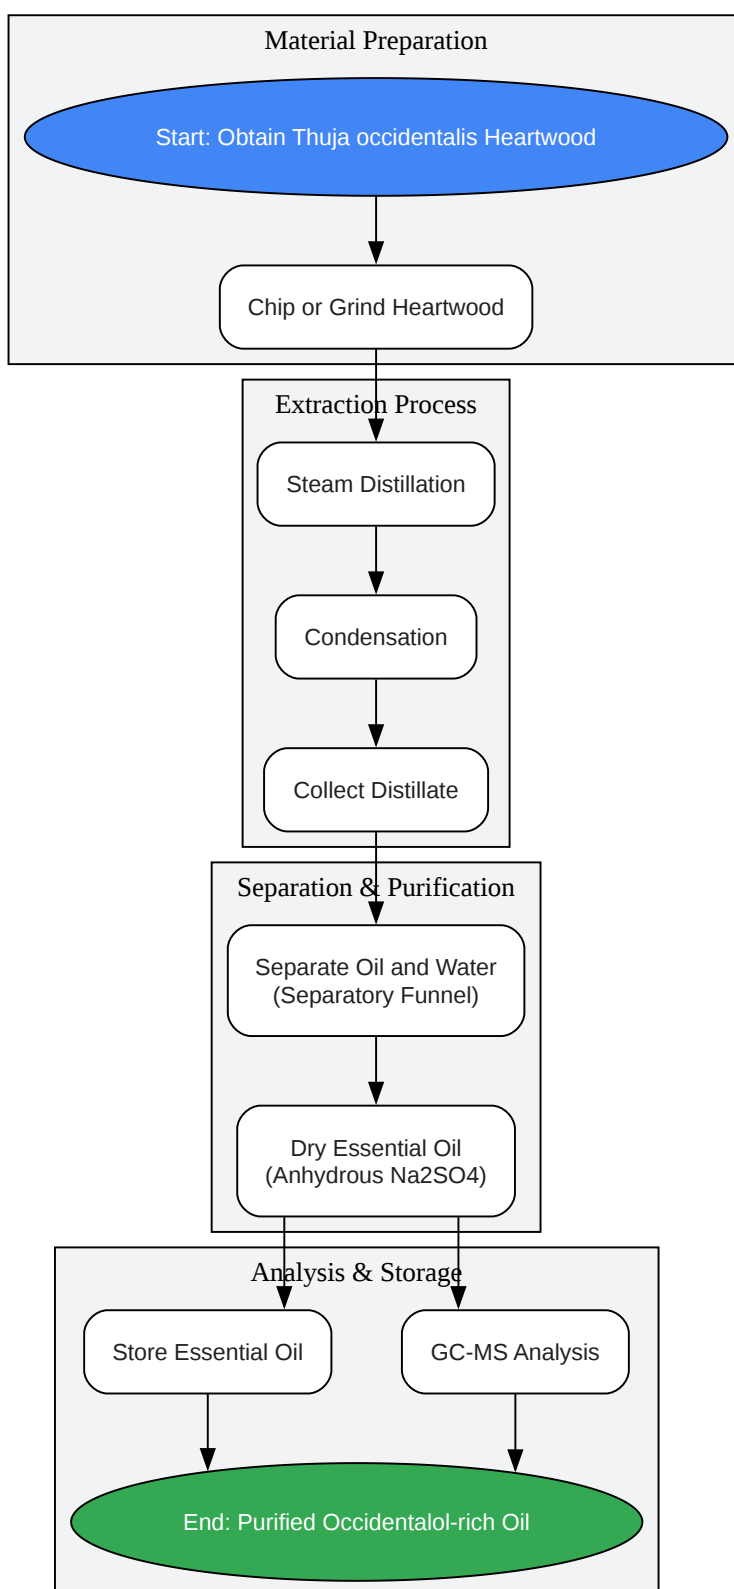 Material Preparation
Start: Obtain Thuja occidentalis Heartwood
Chip or Grind Heartwood
Extraction Process
Steam Distillation
Condensation
Collect Distillate
Separation & Purification
Separate Oil and Water
(Separatory Funnel)
Dry Essential Oil
(Anhydrous Na2SO4)
Analysis & Storage
Store Essential Oil
GC-MS Analysis
End: Purified Occidentalol-rich Oil